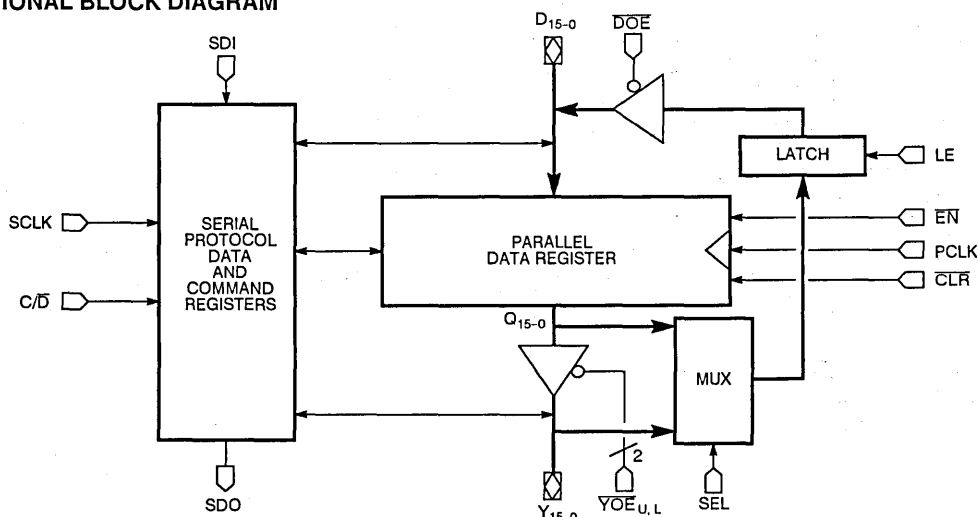 IONAL BLOCK DIAGRAM
D15-0
DOE
SDI
LATCH
LE
SCLK
SERIAL
PROTOCOL
DATA
AND
COMMAND
REGISTERS
PARALLEL
DATA REGISTER
EN
PCLK
CLR
C/D
Q15-0
MUX
2
SDO
Y15-0
YOE U, L
SEL